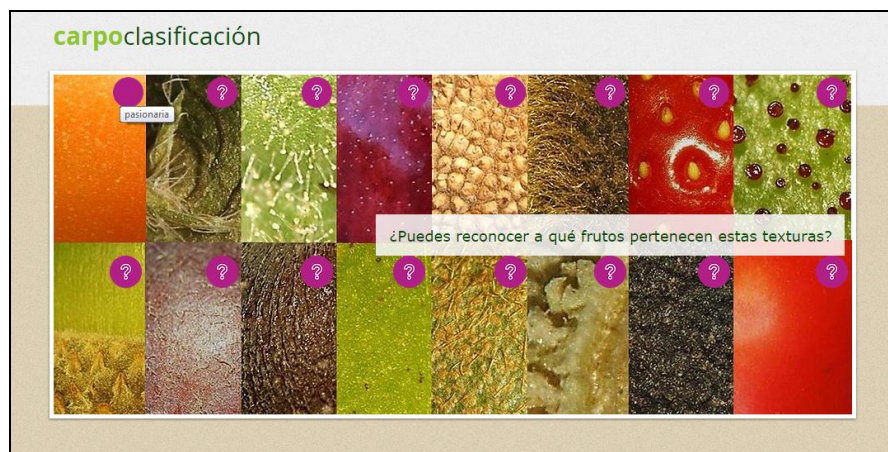 carpoclasificación
? ? ? ? ? ? ?
pasionaria
¿Puedes reconocer a qué frutos pertenecen estas texturas?
? ? ? ? ? ? ? ?